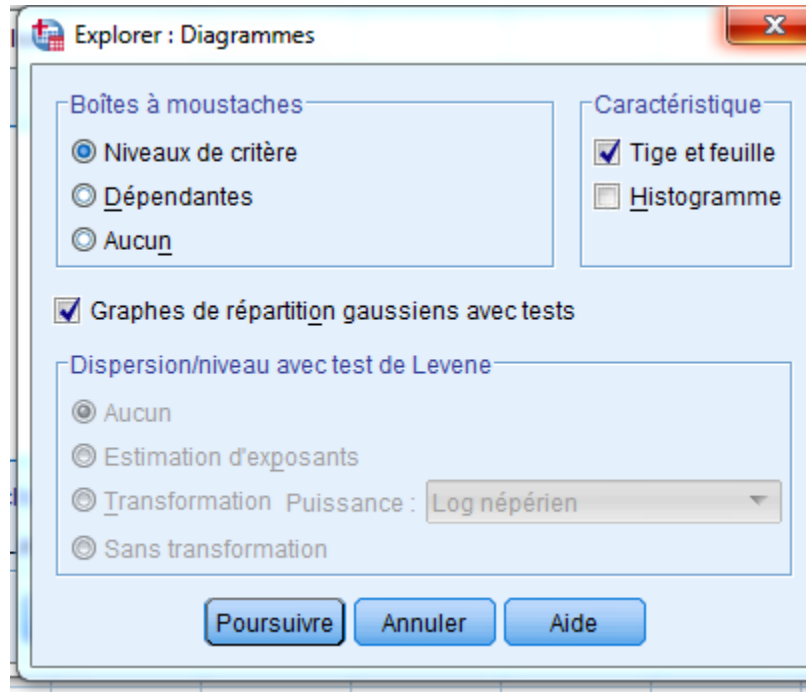 Explorer : Diagrammes
Boîtes à moustaches
Niveaux de critère
Dépendantes
Aucun
Caractéristique
Tige et feuille
Histogramme
Graphes de répartition gaussiens avec tests
Dispersion/niveau avec test de Levene
Aucun
Estimation d'exposants
Transformation Puissance : Log népérien
Sans transformation
Poursuivre Annuler Aide